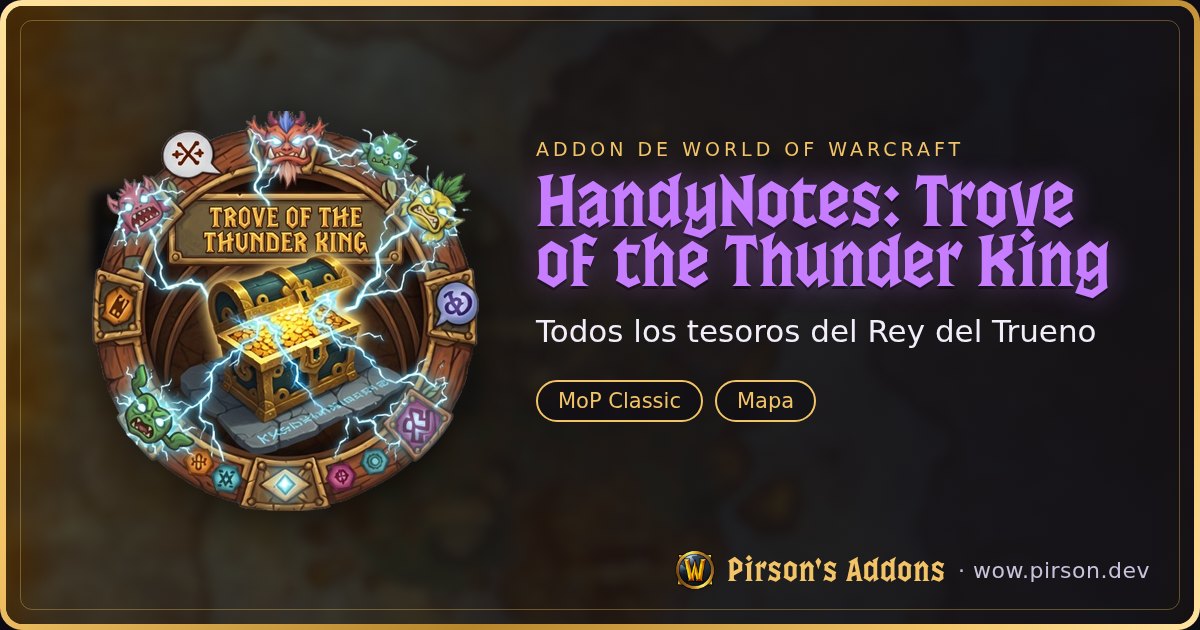 TROVE OF THE
THUNDER KING
ADDON DE WORLD OF WARCRAFT
HandyNotes: Trove
of the Thunder King
Todos los tesoros del Rey del Trueno
MoP Classic
Mapa
W
Pirson's Addons · wow.pirson.dev